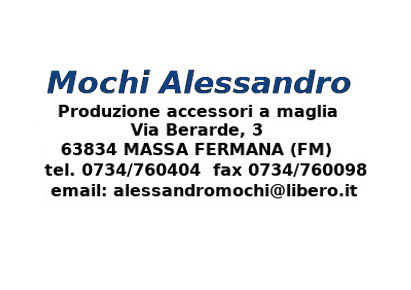 Mochi Alessandro
Produzione accessori a maglia
Via Berarde, 3
63834 MASSA FERMANA (FM)
tel. 0734/760404 fax 0734/760098
email: alessandromochi@libero.it